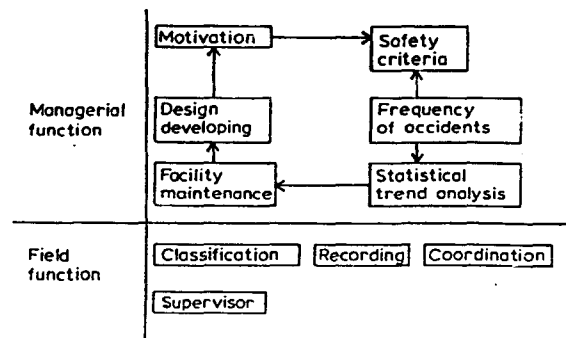 Motivation
Safety
criteria
Managerial
function
Design
developing
Frequency
of accidents
Facility
maintenance
Statistical
trend analysis
Field
function
Classification
Recording
Coordination
Supervisor